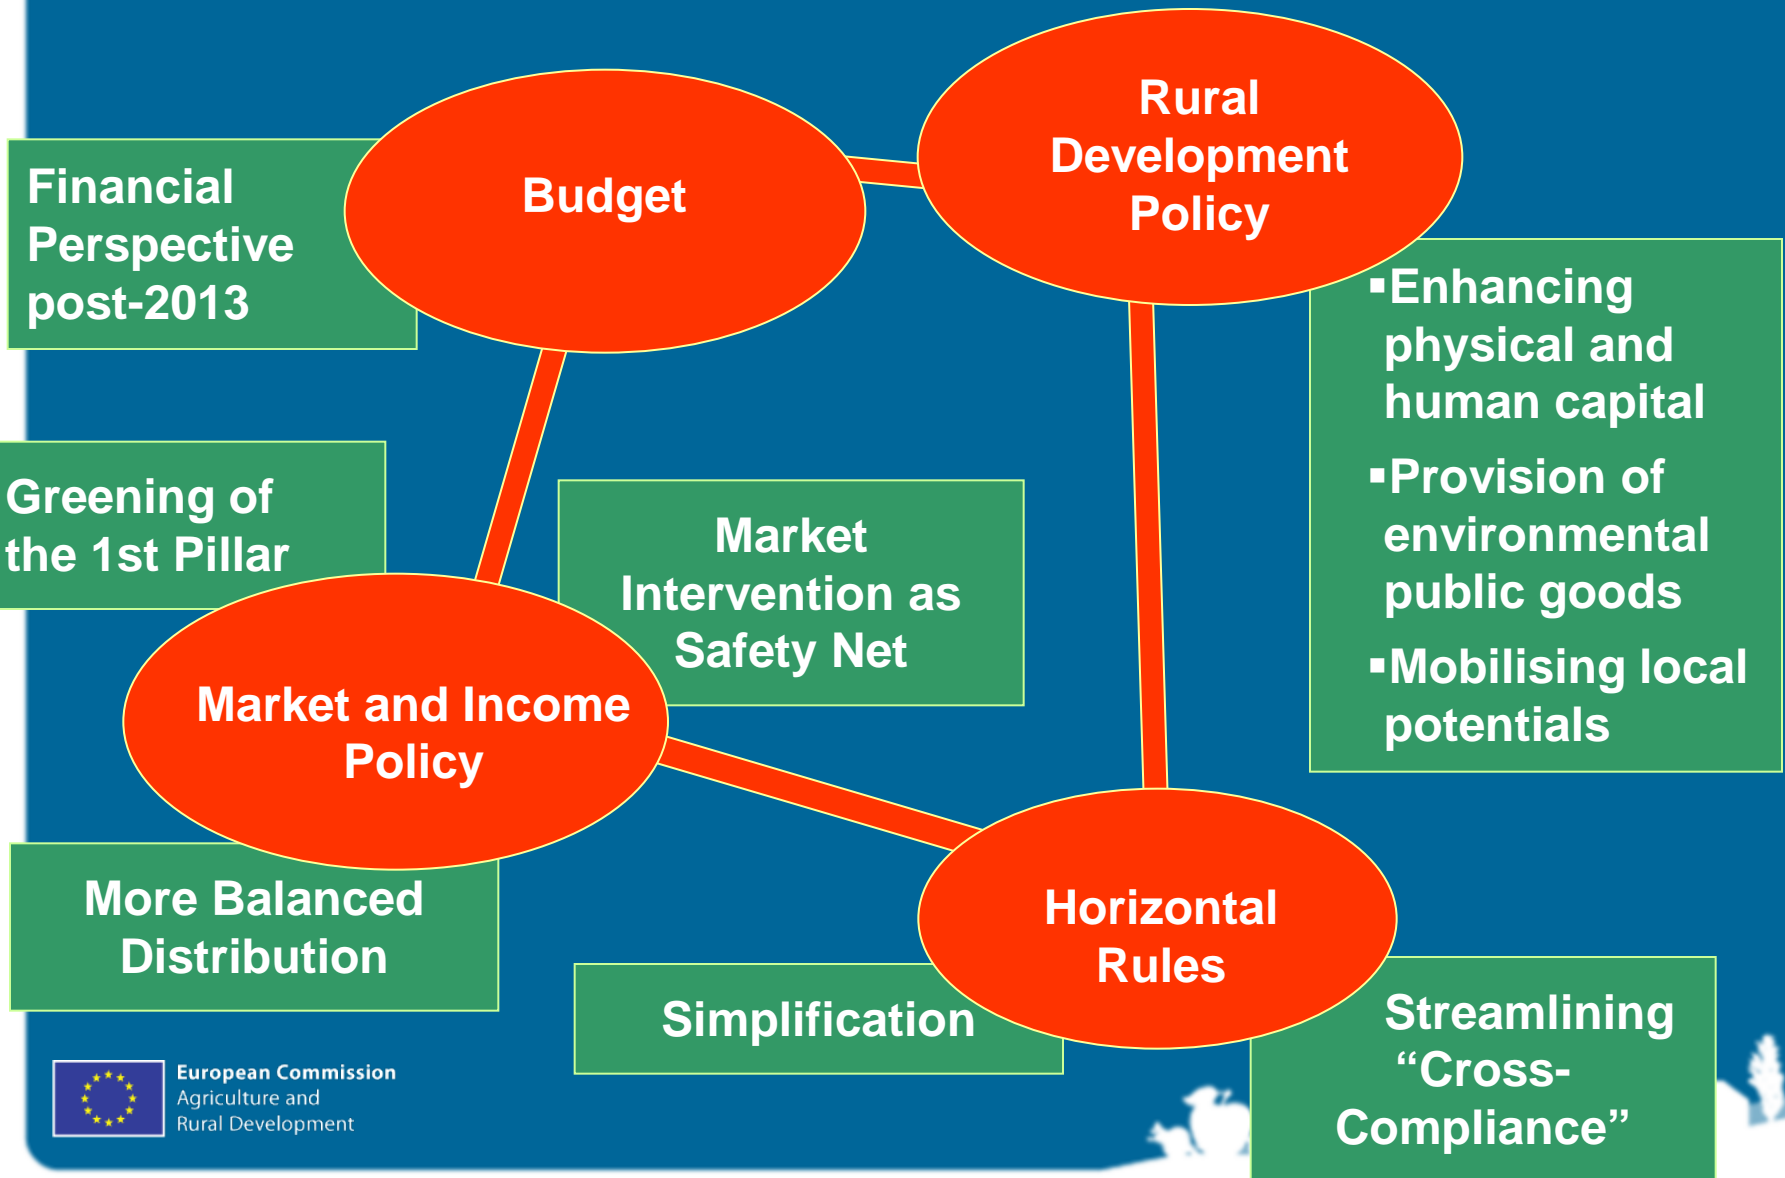 Rural
Development
Policy
Budget
Financial
Perspective
post-2013
▪Enhancing
physical and
human capital
▪Provision of
environmental
public goods
▪Mobilising local
potentials
Greening of
the 1st Pillar
Market
Intervention as
Safety Net
Market and Income
Policy
More Balanced
Distribution
Horizontal
Rules
Simplification
Streamlining
“Cross-
Compliance”
European Commission
Agriculture and
Rural Development